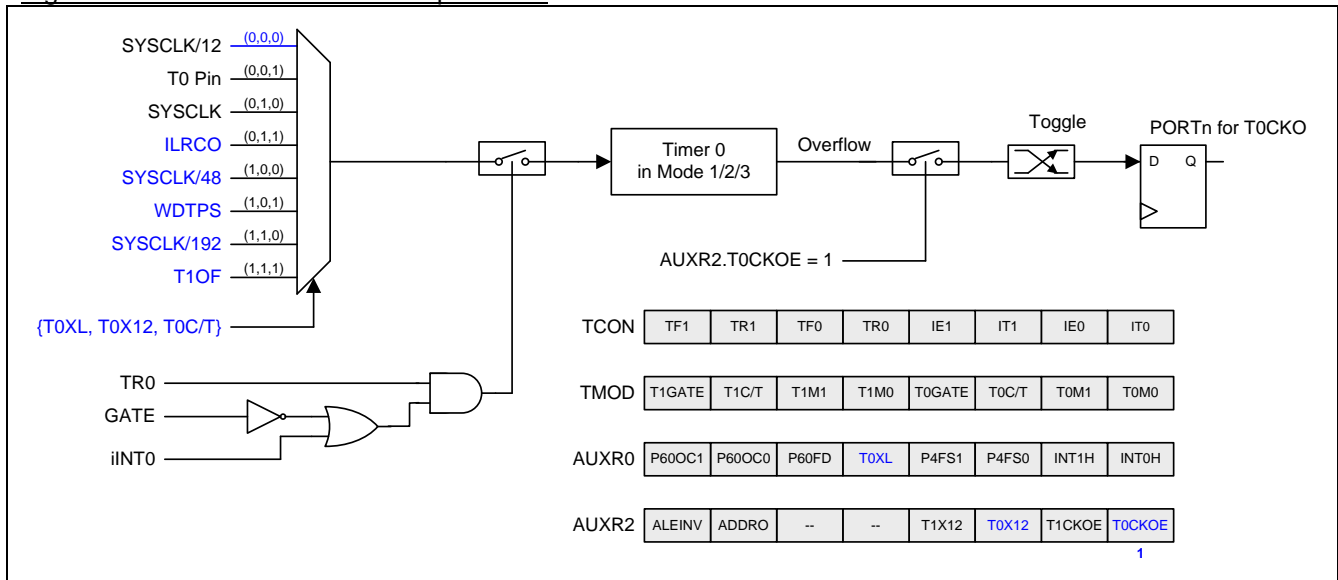 SYSCLK/12 (0,0,0)
T0 Pin (0,0,1)
SYSCLK (0,1,0)
ILRCO (0,1,1)
SYSCLK/48 (1,0,0)
WDTPS (1,0,1)
SYSCLK/192 (1,1,0)
T1OF (1,1,1)
{T0XL, T0X12, T0C/T}
TR0
GATE
iINT0
Timer 0
in Mode 1/2/3
Overflow
AUXR2.T0CKOE = 1
Toggle
PORTn for T0CKO
D Q
TCON TF1 TR1 TF0 TR0 IE1 IT1 IE0 IT0
TMOD T1GATE T1C/T T1M1 T1M0 T0GATE T0C/T T0M1 T0M0
AUXR0 P60OC1 P60OC0 P60FD T0XL P4FS1 P4FS0 INT1H INT0H
AUXR2 ALEINV ADDRO -- -- T1X12 T0X12 T1CKOE T0CKOE
1